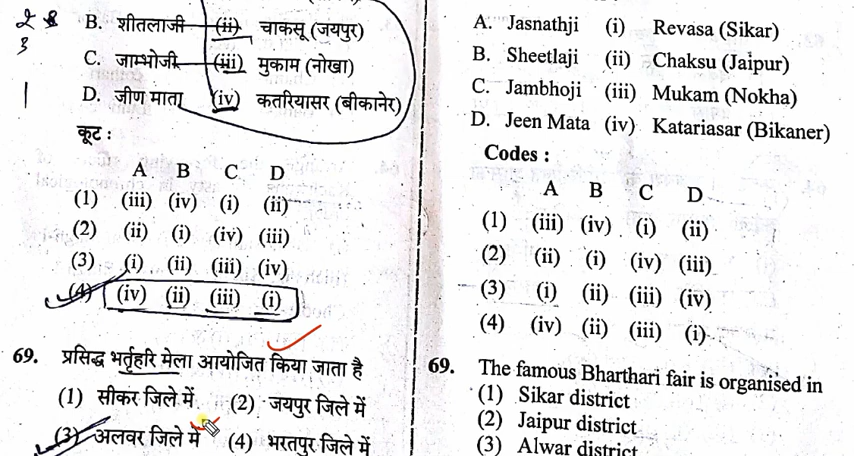 2 8 B. शीतलाजी (ii) चाकसू (जयपुर)
3 C. जाम्भोजी (iii) मुकाम (नोखा)
1 D. जीण माता (iv) कतरियासर (बीकानेर)
कूट :
A B C D
(1) (iii) (iv) (i) (ii)
(2) (ii) (i) (iv) (iii)
(3) (i) (ii) (iii) (iv)
(4) (iv) (ii) (iii) (i)
69. प्रसिद्ध भर्तृहरि मेला आयोजित किया जाता है
(1) सीकर जिले में (2) जयपुर जिले में
(3) अलवर जिले में (4) भरतपुर जिले में
A. Jasnathji (i) Revasa (Sikar)
B. Sheetlaji (ii) Chaksu (Jaipur)
C. Jambhoji (iii) Mukam (Nokha)
D. Jeen Mata (iv) Katariasar (Bikaner)
Codes :
A B C D
(1) (iii) (iv) (i) (ii)
(2) (ii) (i) (iv) (iii)
(3) (i) (ii) (iii) (iv)
(4) (iv) (ii) (iii) (i)
69. The famous Bharthari fair is organised in
(1) Sikar district
(2) Jaipur district
(3) Alwar district